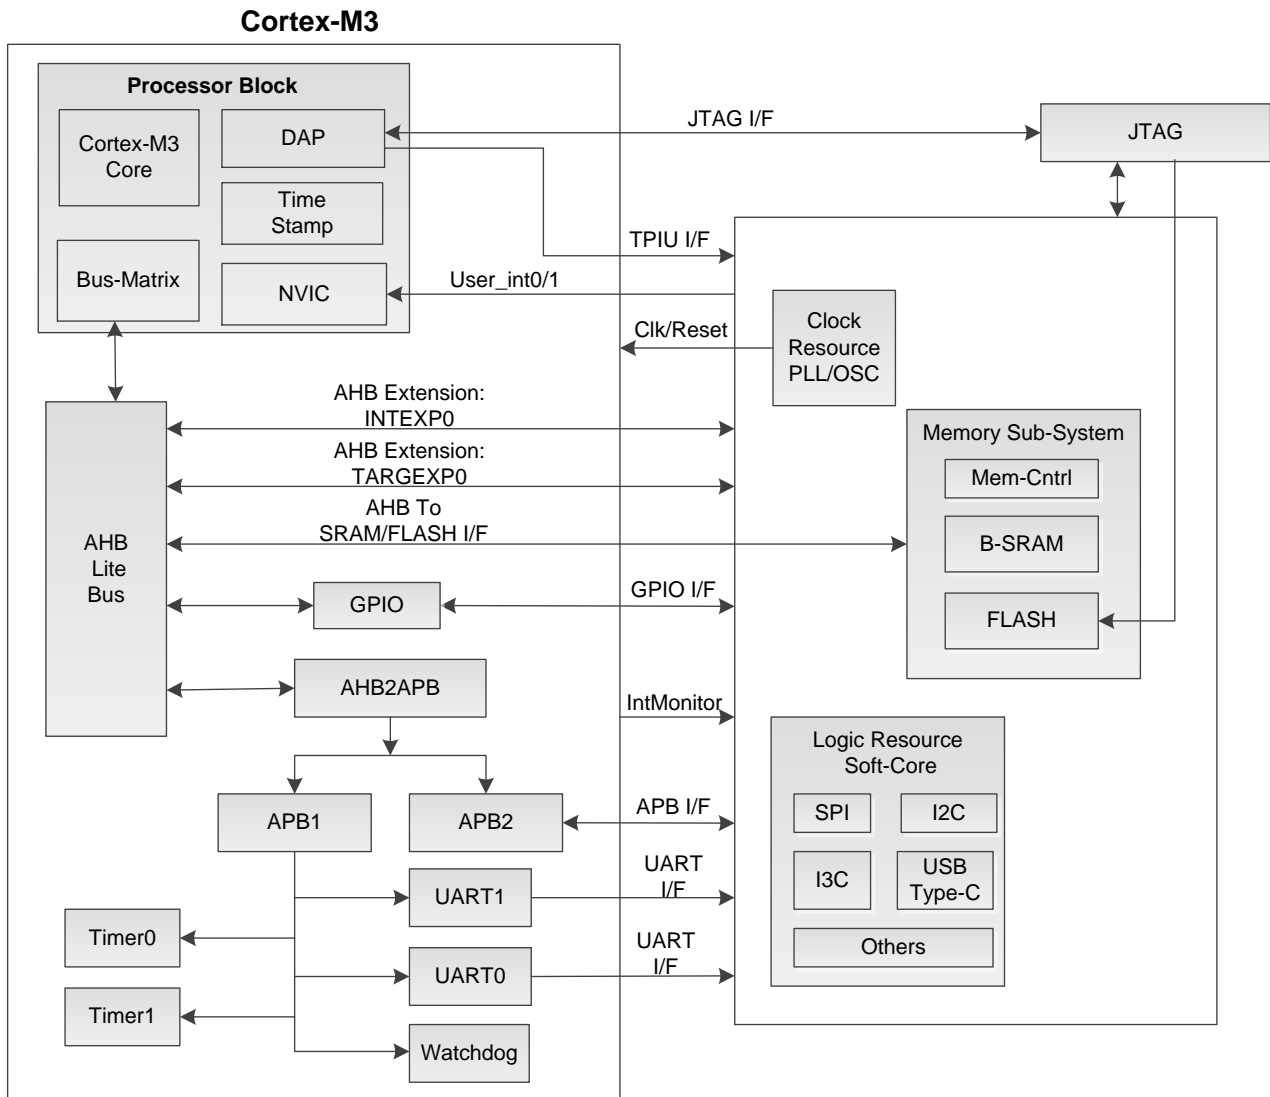 Cortex-M3
Processor Block
Cortex-M3
Core
DAP
Time
Stamp
Bus-Matrix
NVIC
JTAG I/F
JTAG
TPIU I/F
User_int0/1
Clk/Reset
Clock
Resource
PLL/OSC
AHB Extension:
INTEXP0
AHB Extension:
TARGEXP0
AHB To
SRAM/FLASH I/F
AHB
Lite
Bus
Memory Sub-System
Mem-Cntrl
B-SRAM
FLASH
GPIO
GPIO I/F
AHB2APB
IntMonitor
Logic Resource
Soft-Core
SPI
I2C
I3C
USB
Type-C
Others
APB1
APB2
APB I/F
UART
I/F
UART1
Timer0
UART
I/F
UART0
Timer1
Watchdog